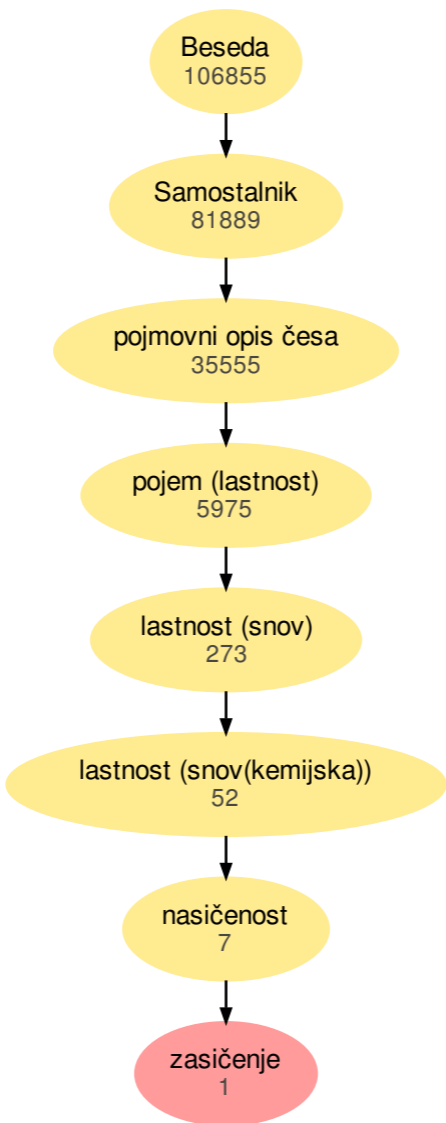 Beseda
106855
Samostalnik
81889
pojmovni opis česa
35555
pojem (lastnost)
5975
lastnost (snov)
273
lastnost (snov(kemijska))
52
nasičenost
7
zasičenje
1